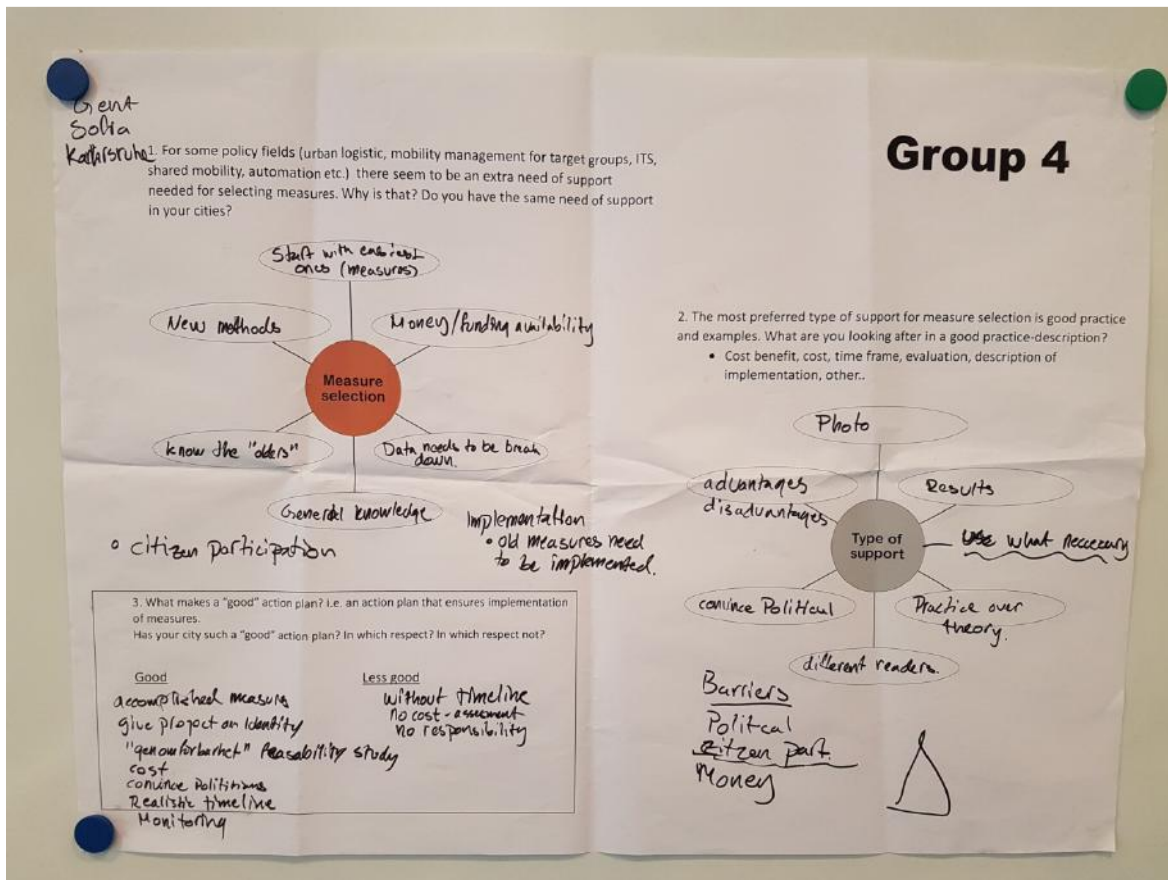 Gent
Sofia
Karlsruhe
Group 4
1. For some policy fields (urban logistic, mobility management for target groups, ITS,
shared mobility, automation etc.) there seem to be an extra need of support
needed for selecting measures. Why is that? Do you have the same need of support
in your cities?
Start with easiest
ones (measures)
New methods
Money/funding availability
Measure
selection
know the "olders"
Data needs to be break
down.
General knowledge
• citizen participation
Implementation
• old measures need
to be implemented.
2. The most preferred type of support for measure selection is good practice
and examples. What are you looking after in a good practice-description?
• Cost benefit, cost, time frame, evaluation, description of
implementation, other..
Photo
advantages
disadvantages
Results
Type of
support
use what neccezery
convince Political
Practice over
theory.
different readers.
Barriers
Politcal
citzen part.
Money
3. What makes a "good" action plan? I.e. an action plan that ensures implementation
of measures.
Has your city such a "good" action plan? In which respect? In which respect not?
Good
accomplished measure
give project an Identity
"genomförbarhet" feasability study
cost
convince Polititians
Realistic timeline
Monitoring
Less good
without timeline
no cost-assesment
no responsibility